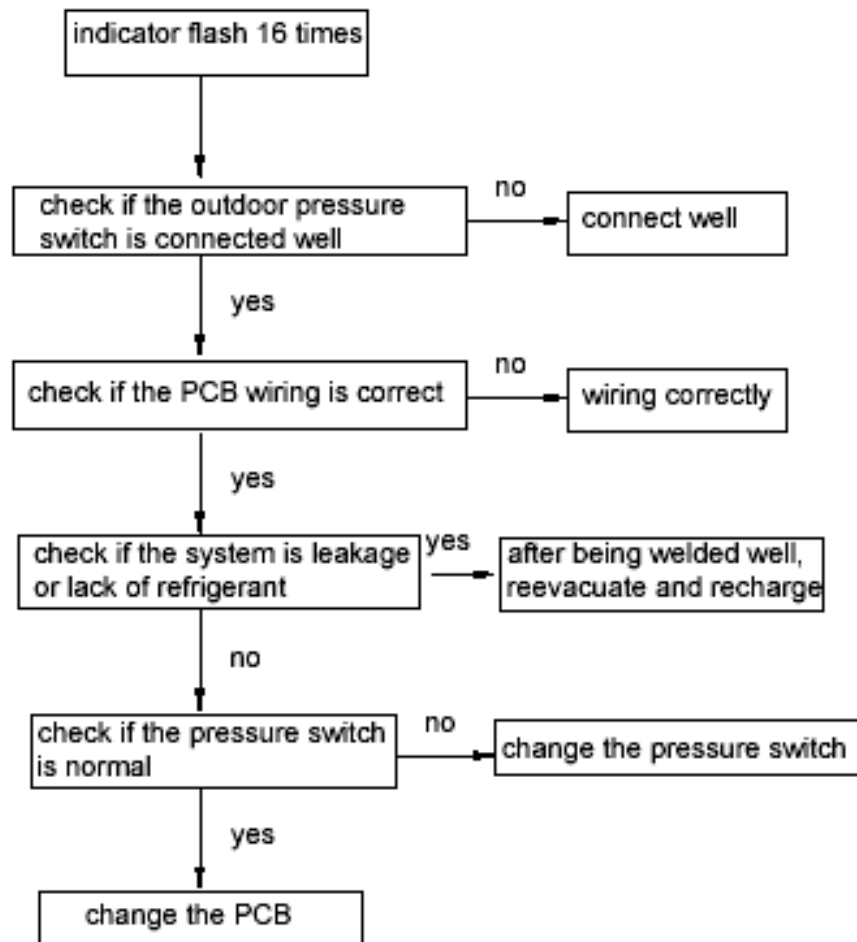 indicator flash 16 times
check if the outdoor pressure
switch is connected well
no
connect well
yes
check if the PCB wiring is correct
no
wiring correctly
yes
check if the system is leakage
or lack of refrigerant
yes
after being welded well,
reevacuate and recharge
no
check if the pressure switch
is normal
no
change the pressure switch
yes
change the PCB